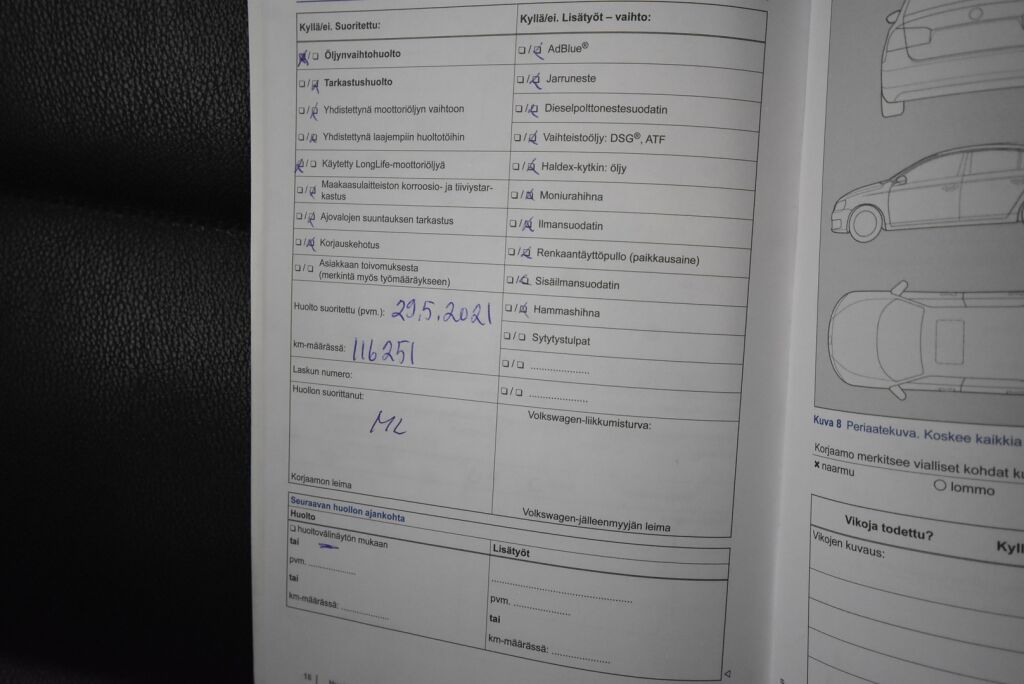 Kyllä/ei. Suoritettu:
☒/☐ Öljynvaihtohuolto
☐/☒ Tarkastushuolto
☐/☒ Yhdistettynä moottoriöljyn vaihtoon
☐/☒ Yhdistettynä laajempiin huoltotöihin
☒/☐ Käytetty LongLife-moottoriöljyä
☐/☒ Maakaasulaitteiston korroosio- ja tiiviystar-
kastus
☐/☒ Ajovalojen suuntauksen tarkastus
☐/☒ Korjauskehotus
☐/☐ Asiakkaan toivomuksesta
(merkintä myös työmääräykseen)
Huolto suoritettu (pvm.): 29.5.2021
km-määrässä: 116251
Laskun numero:
Huollon suorittanut:
ML
Korjaamon leima
Kyllä/ei. Lisätyöt – vaihto:
☐/☒ AdBlue®
☐/☒ Jarruneste
☐/☒ Dieselpolttonestesuodatin
☐/☒ Vaihteistoöljy: DSG®, ATF
☐/☒ Haldex-kytkin: öljy
☐/☒ Moniurahihna
☐/☒ Ilmansuodatin
☐/☒ Renkaantäyttöpullo (paikkausaine)
☐/☒ Sisäilmansuodatin
☐/☒ Hammashihna
☐/☐ Sytytystulpat
☐/☐ ....................
☐/☐ ....................
Volkswagen-liikkumisturva:
Volkswagen-jälleenmyyjän leima
Seuraavan huollon ajankohta
Huolto
☐ huoltovälinäytön mukaan
tai
pvm. ................
tai
km-määrässä: ................
Lisätyöt
................................................
pvm. ....................
tai
km-määrässä: ....................
18
Kuva 8 Periaatekuva. Koskee kaikkia
Korjaamo merkitsee vialliset kohdat
x naarmu
○ lommo
Vikoja todettu?
Kyll
Vikojen kuvaus: